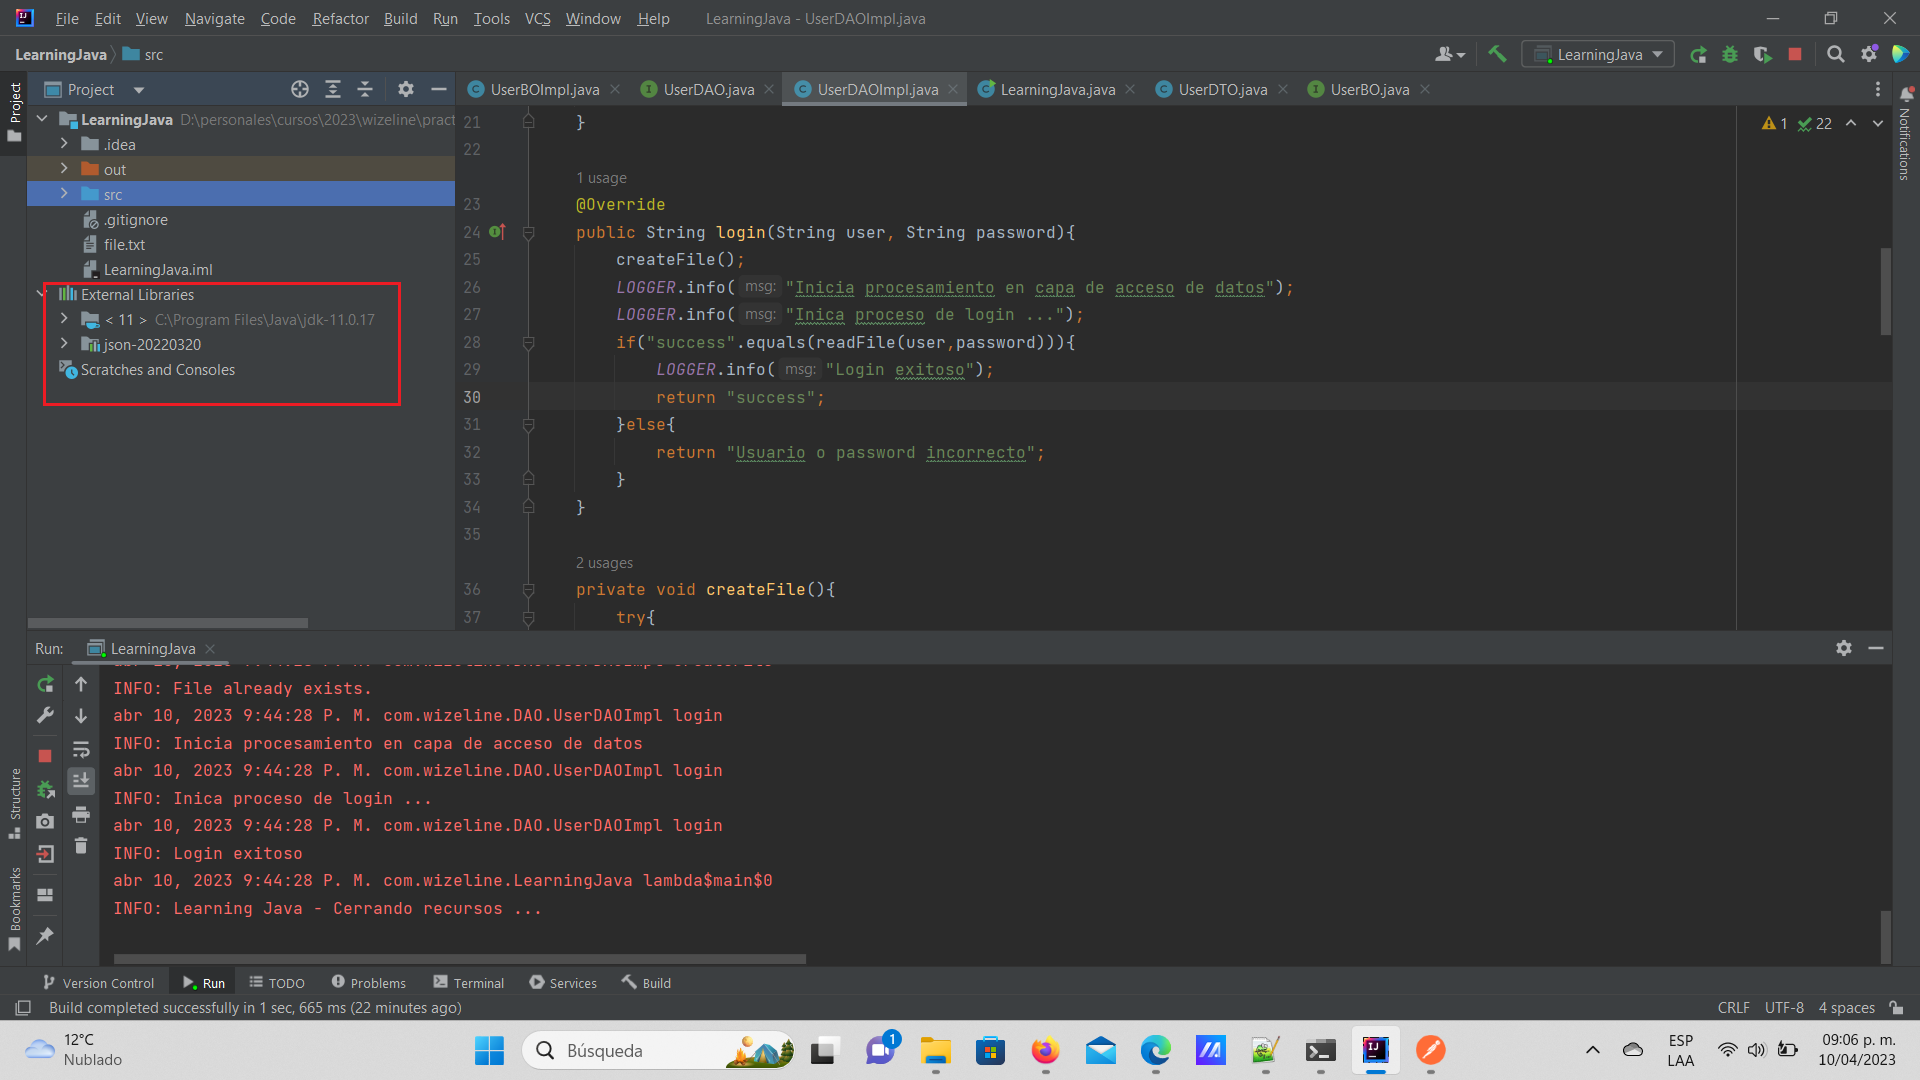 File Edit View Navigate Code Refactor Build Run Tools VCS Window Help LearningJava - UserDAOImpl.java
LearningJava src LearningJava
Project UserBOImpl.java UserDAO.java UserDAOImpl.java LearningJava.java UserDTO.java UserBO.java
Project
Notifications
LearningJava D:\personales\cursos\2023\wizeline\pract
.idea
out
src
.gitignore
file.txt
LearningJava.iml
External Libraries
< 11 > C:\Program Files\Java\jdk-11.0.17
json-20220320
Scratches and Consoles
1 22
21 }
22
1 usage
23 @Override
24 public String login(String user, String password){
25 createFile();
26 LOGGER.info( msg: "Inicia procesamiento en capa de acceso de datos");
27 LOGGER.info( msg: "Inica proceso de login ...");
28 if("success".equals(readFile(user,password))){
29 LOGGER.info( msg: "Login exitoso");
30 return "success";
31 }else{
32 return "Usuario o password incorrecto";
33 }
34 }
35
2 usages
36 private void createFile(){
37 try{
Run: LearningJava
INFO: File already exists.
abr 10, 2023 9:44:28 P. M. com.wizeline.DAO.UserDAOImpl login
INFO: Inicia procesamiento en capa de acceso de datos
abr 10, 2023 9:44:28 P. M. com.wizeline.DAO.UserDAOImpl login
INFO: Inica proceso de login ...
abr 10, 2023 9:44:28 P. M. com.wizeline.DAO.UserDAOImpl login
INFO: Login exitoso
abr 10, 2023 9:44:28 P. M. com.wizeline.LearningJava lambda$main$0
INFO: Learning Java - Cerrando recursos ...
Structure
Bookmarks
Version Control Run TODO Problems Terminal Services Build
Build completed successfully in 1 sec, 665 ms (22 minutes ago) CRLF UTF-8 4 spaces
12°C
Nublado
Búsqueda
1
ESP
LAA
09:06 p. m.
10/04/2023